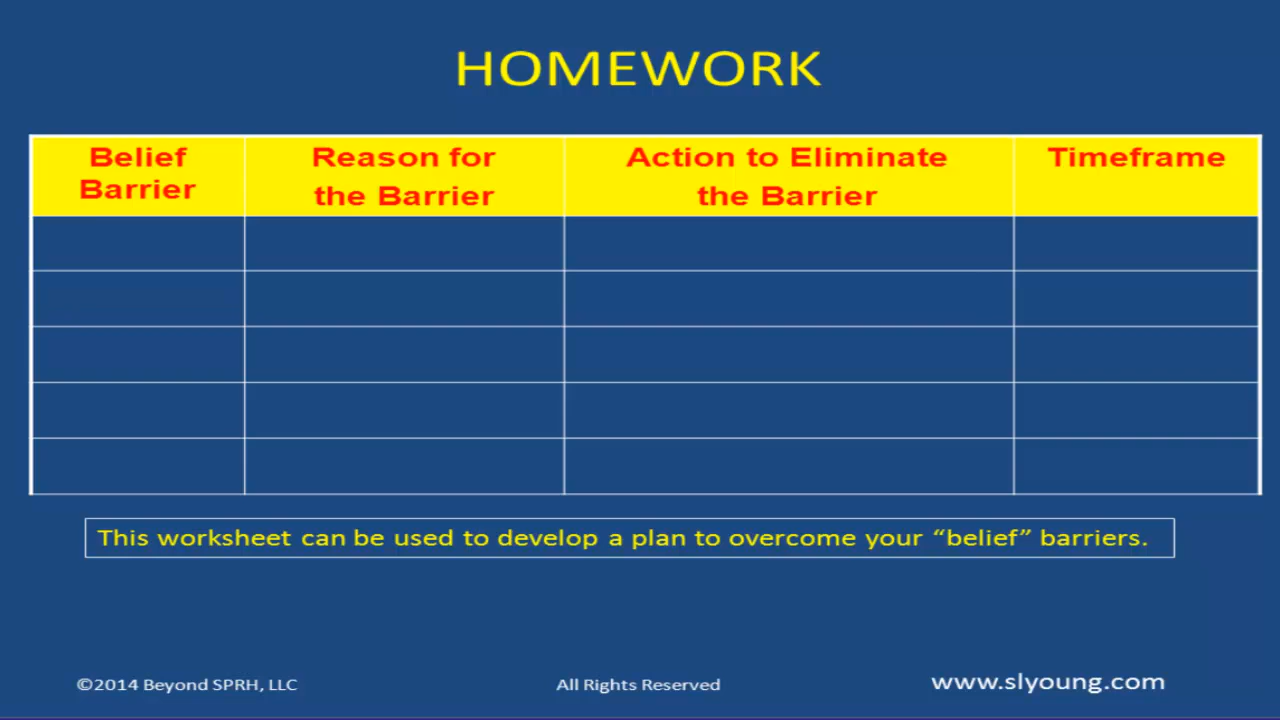 HOMEWORK
Belief
Barrier
Reason for
the Barrier
Action to Eliminate
the Barrier
Timeframe
This worksheet can be used to develop a plan to overcome your “belief” barriers.
©2014 Beyond SPRH, LLC
All Rights Reserved
www.slyoung.com